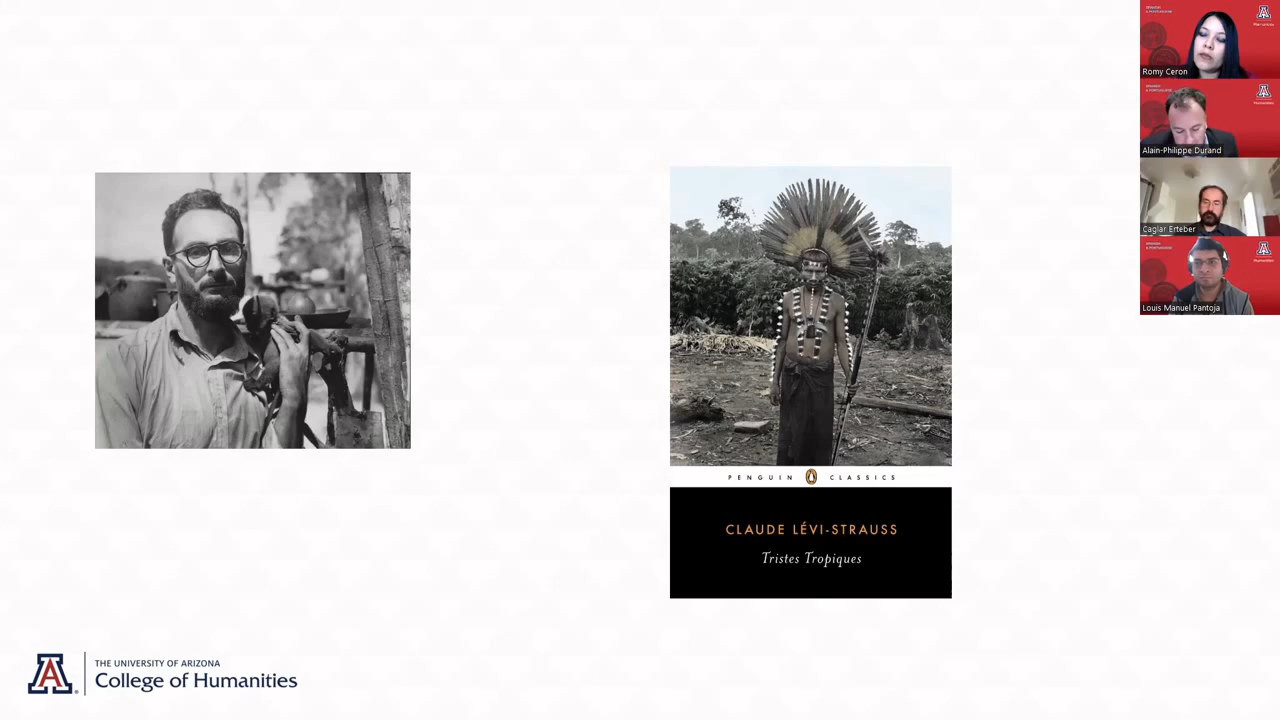 PENGUIN CLASSICS
CLAUDE LÉVI-STRAUSS
Tristes Tropiques
THE UNIVERSITY OF ARIZONA
College of Humanities
Romy Ceron
Alain-Philippe Durand
Caglar Erteber
Louis Manuel Pantoja